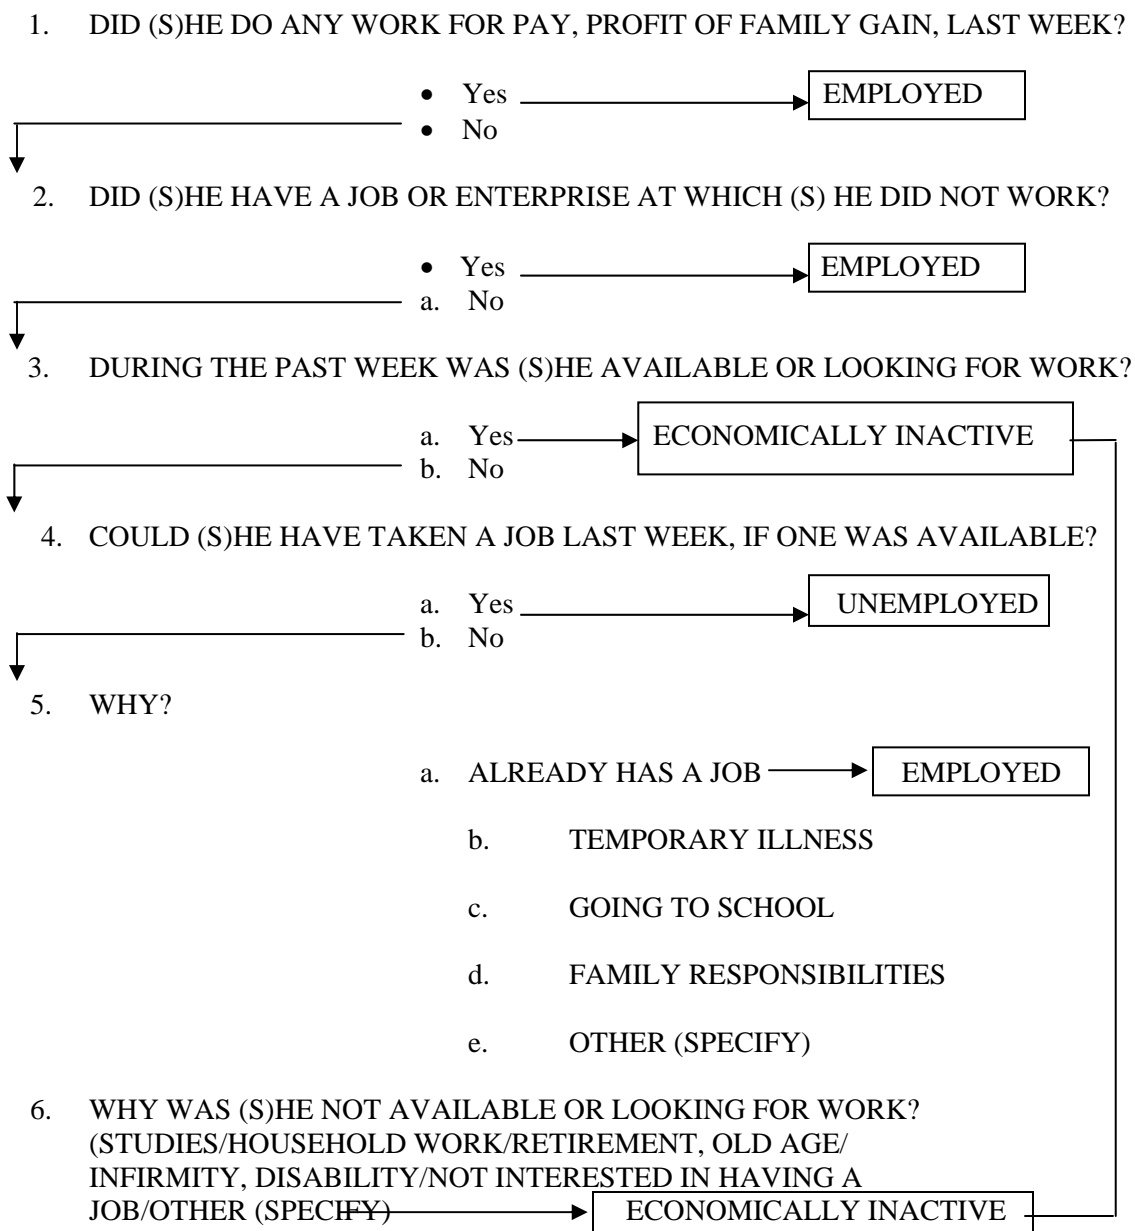 1. DID (S)HE DO ANY WORK FOR PAY, PROFIT OF FAMILY GAIN, LAST WEEK?
• Yes EMPLOYED
• No
2. DID (S)HE HAVE A JOB OR ENTERPRISE AT WHICH (S) HE DID NOT WORK?
• Yes EMPLOYED
a. No
3. DURING THE PAST WEEK WAS (S)HE AVAILABLE OR LOOKING FOR WORK?
a. Yes ECONOMICALLY INACTIVE
b. No
4. COULD (S)HE HAVE TAKEN A JOB LAST WEEK, IF ONE WAS AVAILABLE?
a. Yes UNEMPLOYED
b. No
5. WHY?
a. ALREADY HAS A JOB EMPLOYED
b. TEMPORARY ILLNESS
c. GOING TO SCHOOL
d. FAMILY RESPONSIBILITIES
e. OTHER (SPECIFY)
6. WHY WAS (S)HE NOT AVAILABLE OR LOOKING FOR WORK?
(STUDIES/HOUSEHOLD WORK/RETIREMENT, OLD AGE/
INFIRMITY, DISABILITY/NOT INTERESTED IN HAVING A
JOB/OTHER (SPECIFY) ECONOMICALLY INACTIVE